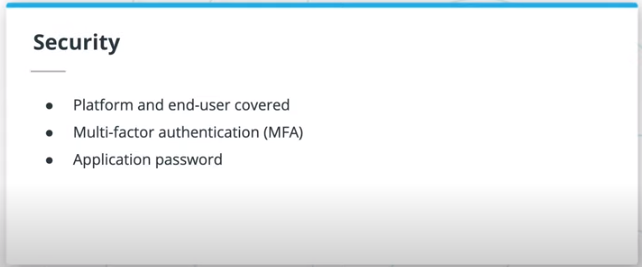 Security
● Platform and end-user covered
● Multi-factor authentication (MFA)
● Application password